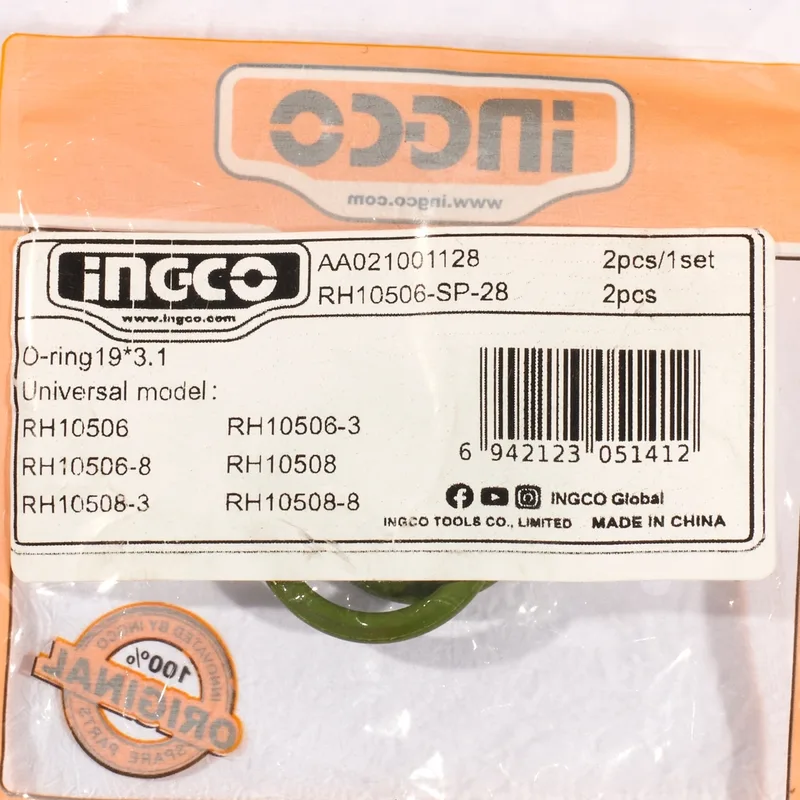 INGCO
www.ingco.com
INGCO
www.ingco.com
AA021001128 2pcs/1set
RH10506-SP-28 2pcs
O-ring19*3.1
Universal model:
RH10506 RH10506-3
RH10506-8 RH10508
RH10508-3 RH10508-8
6 942123 051412
INGCO Global
INGCO TOOLS CO., LIMITED MADE IN CHINA
INNOVATED BY INGCO
100%
ORIGINAL
SPARE PARTS